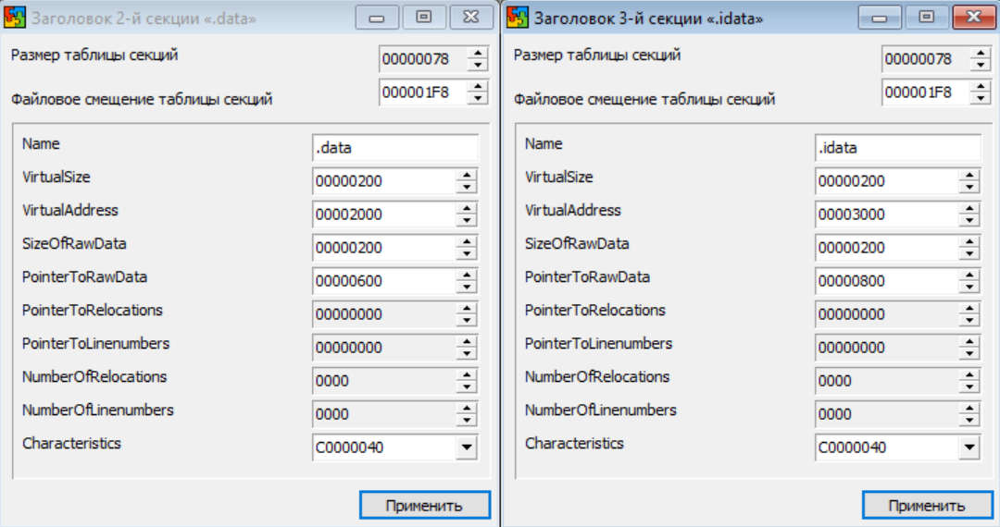 Заголовок 2-й секции «.data»
Размер таблицы секций 00000078
Файловое смещение таблицы секций 000001F8
Name .data
VirtualSize 00000200
VirtualAddress 00002000
SizeOfRawData 00000200
PointerToRawData 00000600
PointerToRelocations 00000000
PointerToLinenumbers 00000000
NumberOfRelocations 0000
NumberOfLinenumbers 0000
Characteristics C0000040
Применить
Заголовок 3-й секции «.idata»
Размер таблицы секций 00000078
Файловое смещение таблицы секций 000001F8
Name .idata
VirtualSize 00000200
VirtualAddress 00003000
SizeOfRawData 00000200
PointerToRawData 00000800
PointerToRelocations 00000000
PointerToLinenumbers 00000000
NumberOfRelocations 0000
NumberOfLinenumbers 0000
Characteristics C0000040
Применить